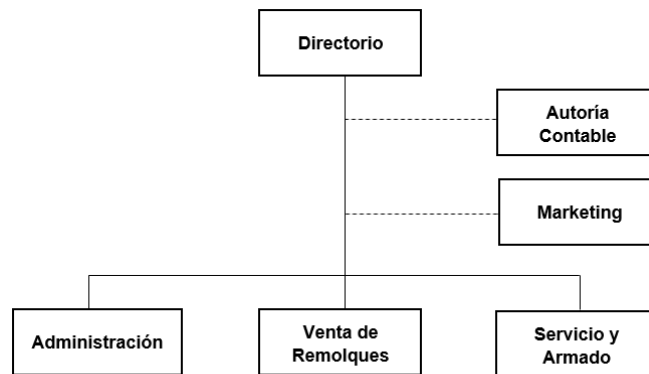 Directorio
Autoría
Contable
Marketing
Administración
Venta de
Remolques
Servicio y
Armado